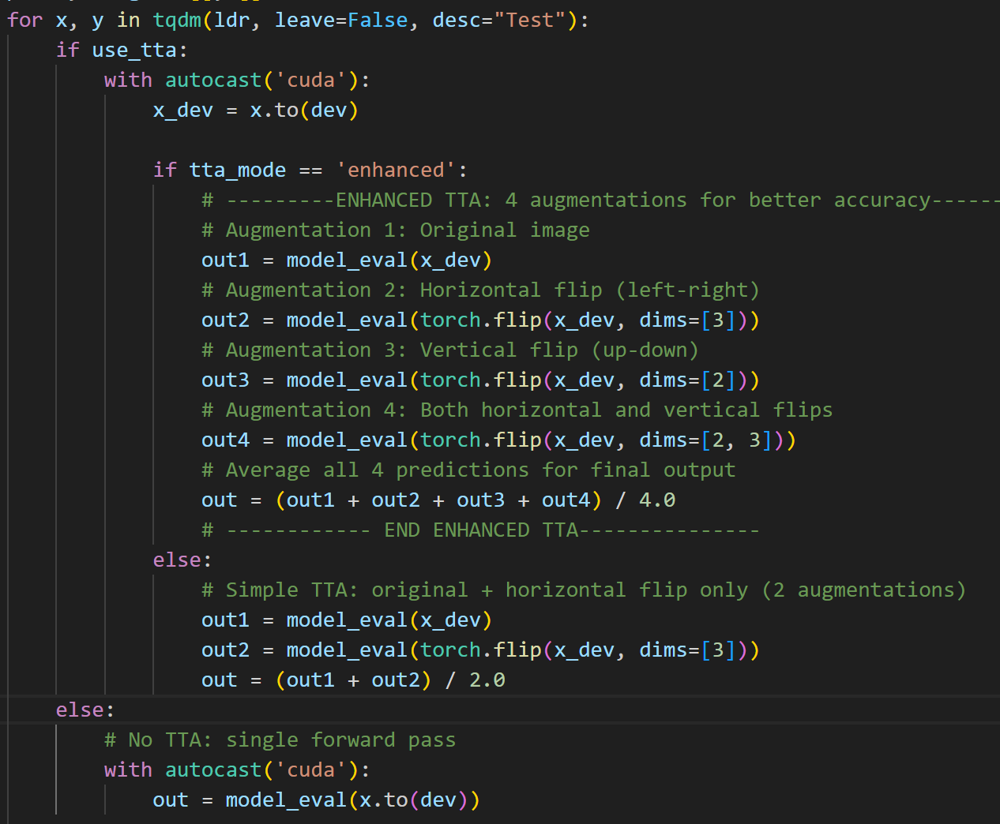 for x, y in tqdm(ldr, leave=False, desc="Test"):
    if use_tta:
        with autocast('cuda'):
            x_dev = x.to(dev)

            if tta_mode == 'enhanced':
                # ---------ENHANCED TTA: 4 augmentations for better accuracy------
                # Augmentation 1: Original image
                out1 = model_eval(x_dev)
                # Augmentation 2: Horizontal flip (left-right)
                out2 = model_eval(torch.flip(x_dev, dims=[3]))
                # Augmentation 3: Vertical flip (up-down)
                out3 = model_eval(torch.flip(x_dev, dims=[2]))
                # Augmentation 4: Both horizontal and vertical flips
                out4 = model_eval(torch.flip(x_dev, dims=[2, 3]))
                # Average all 4 predictions for final output
                out = (out1 + out2 + out3 + out4) / 4.0
                # ------------ END ENHANCED TTA---------------
            else:
                # Simple TTA: original + horizontal flip only (2 augmentations)
                out1 = model_eval(x_dev)
                out2 = model_eval(torch.flip(x_dev, dims=[3]))
                out = (out1 + out2) / 2.0
    else:
        # No TTA: single forward pass
        with autocast('cuda'):
            out = model_eval(x.to(dev))